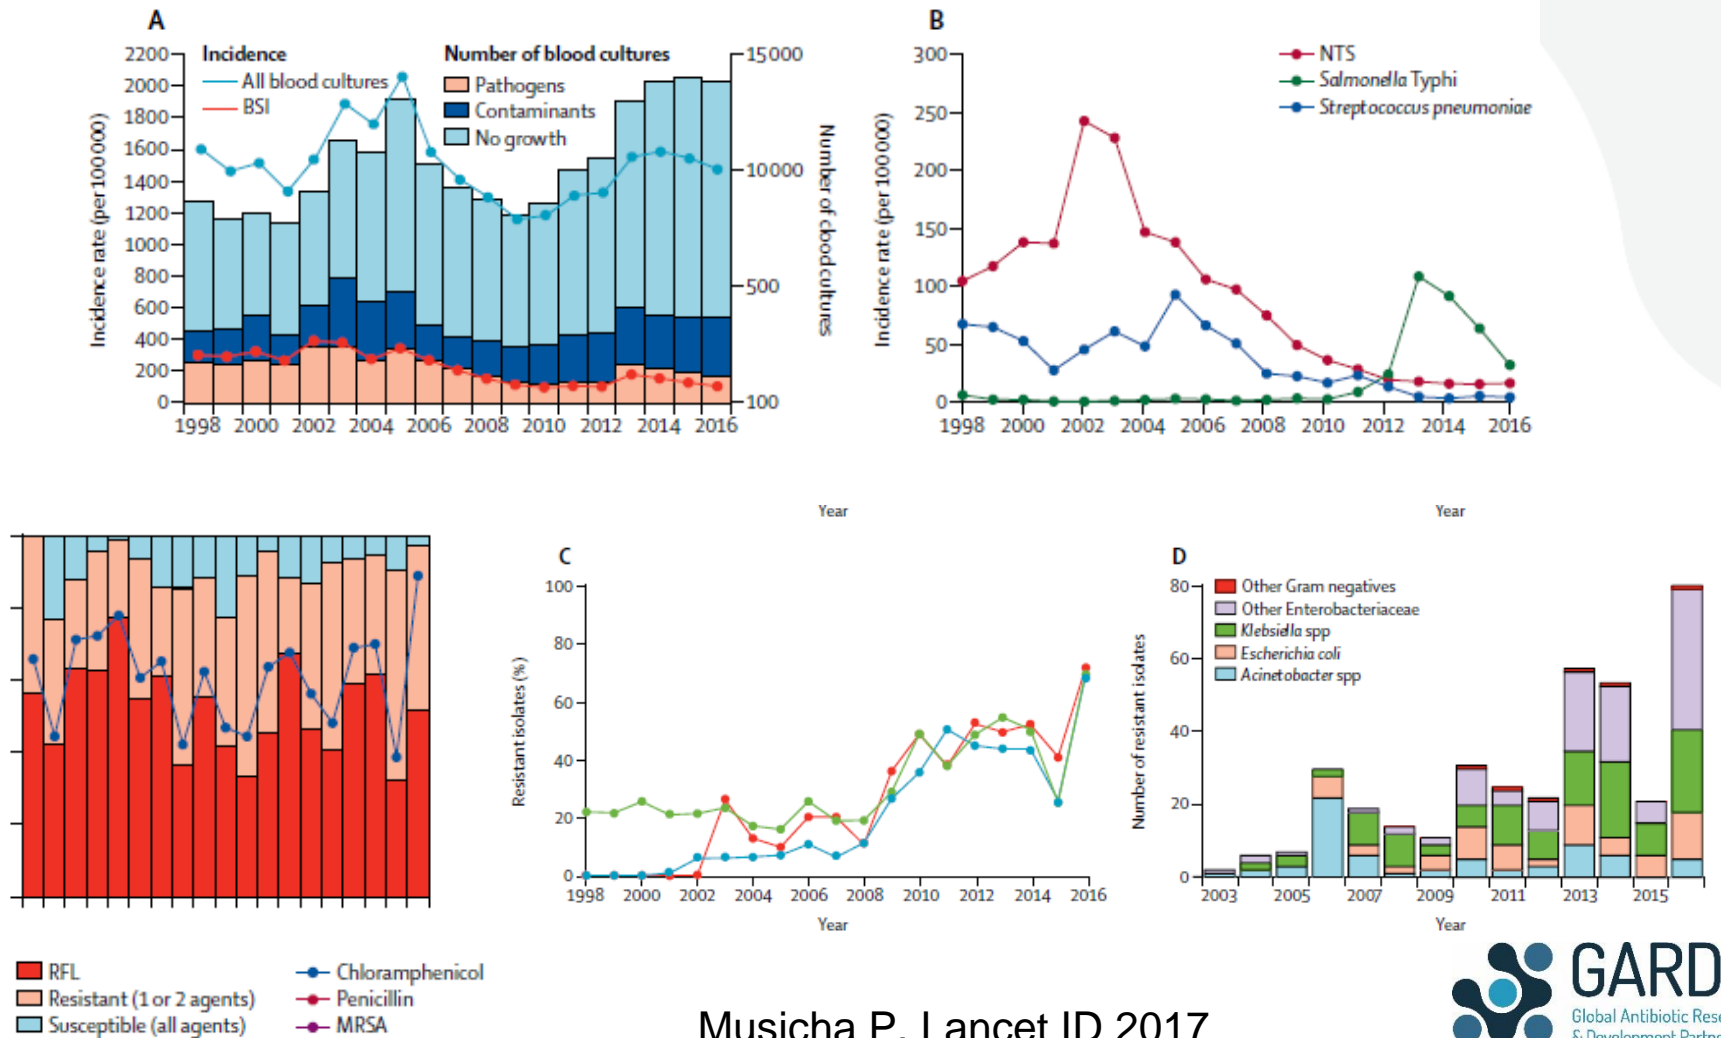 A
Incidence
All blood cultures
BSI
Number of blood cultures
Pathogens
Contaminants
No growth
Incidence rate (per 100 000)
2200
2000
1800
1600
1400
1200
1000
800
600
400
200
0
15 000
10 000
500
100
Number of clood cultures
1998 2000 2002 2004 2006 2008 2010 2012 2014 2016
Year
B
NTS
Salmonella Typhi
Streptococcus pneumoniae
Incidence rate (per 100 000)
300
250
200
150
100
50
0
1998 2000 2002 2004 2006 2008 2010 2012 2014 2016
Year
RFL
Resistant (1 or 2 agents)
Susceptible (all agents)
Chloramphenicol
Penicillin
MRSA
C
Resistant isolates (%)
100
80
60
40
20
0
1998 2000 2002 2004 2006 2008 2010 2012 2014 2016
Year
D
Other Gram negatives
Other Enterobacteriaceae
Klebsiella spp
Escherichia coli
Acinetobacter spp
Number of resistant isolates
80
60
40
20
0
2003 2005 2007 2009 2011 2013 2015
Year
Musicha P, Lancet ID 2017
GARD
Global Antibiotic Rese
& Development Partne